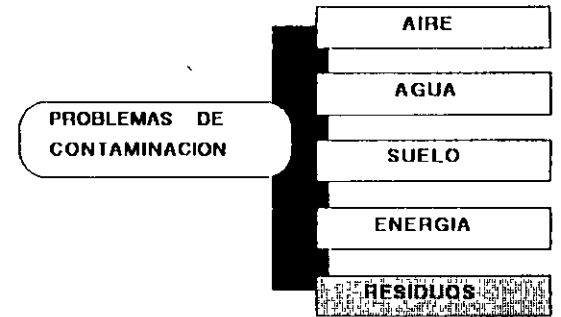 PROBLEMAS DE
CONTAMINACION
AIRE
AGUA
SUELO
ENERGIA
RESIDUOS